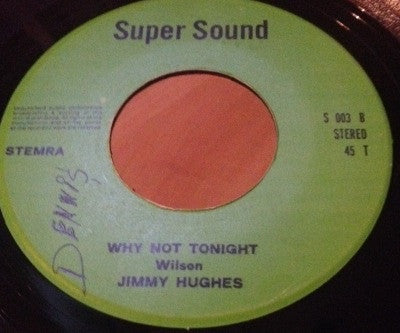 Super Sound
STEMRA
S 003 B
STEREO
45 T
DENNIS
WHY NOT TONIGHT
Wilson
JIMMY HUGHES